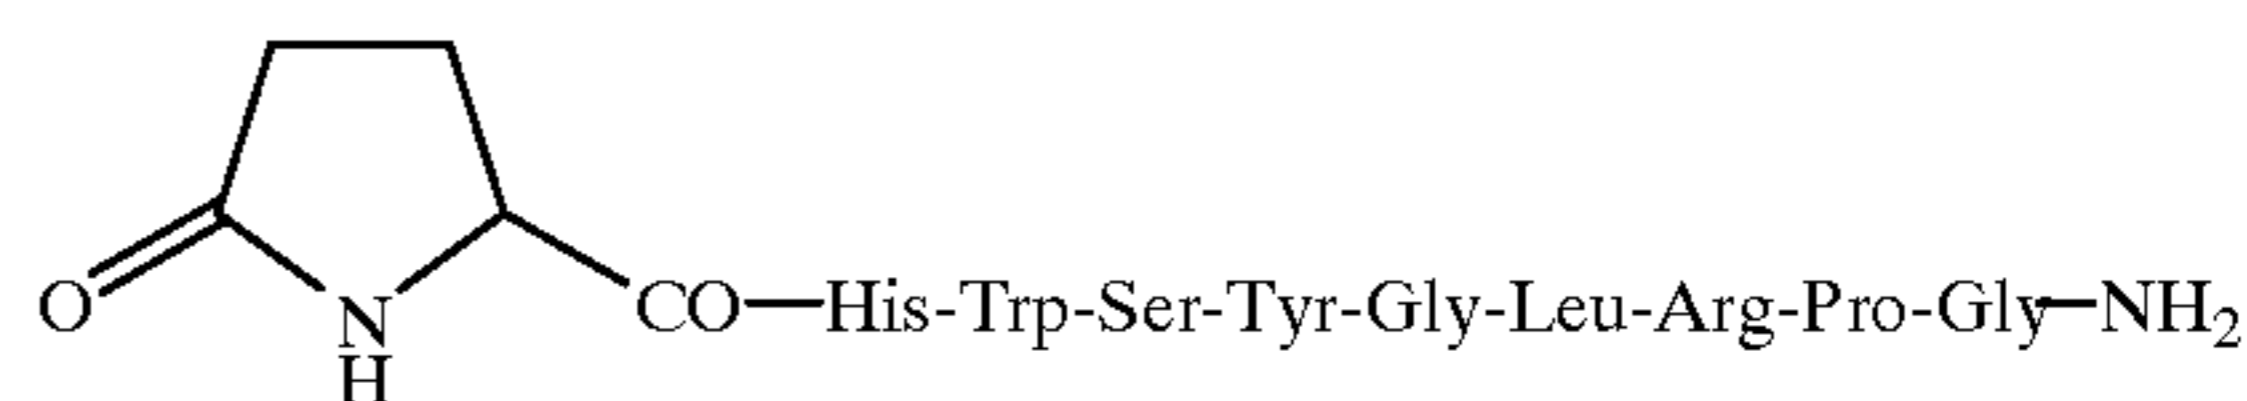 O N CO—His-Trp-Ser-Tyr-Gly-Leu-Arg-Pro-Gly—NH₂
H